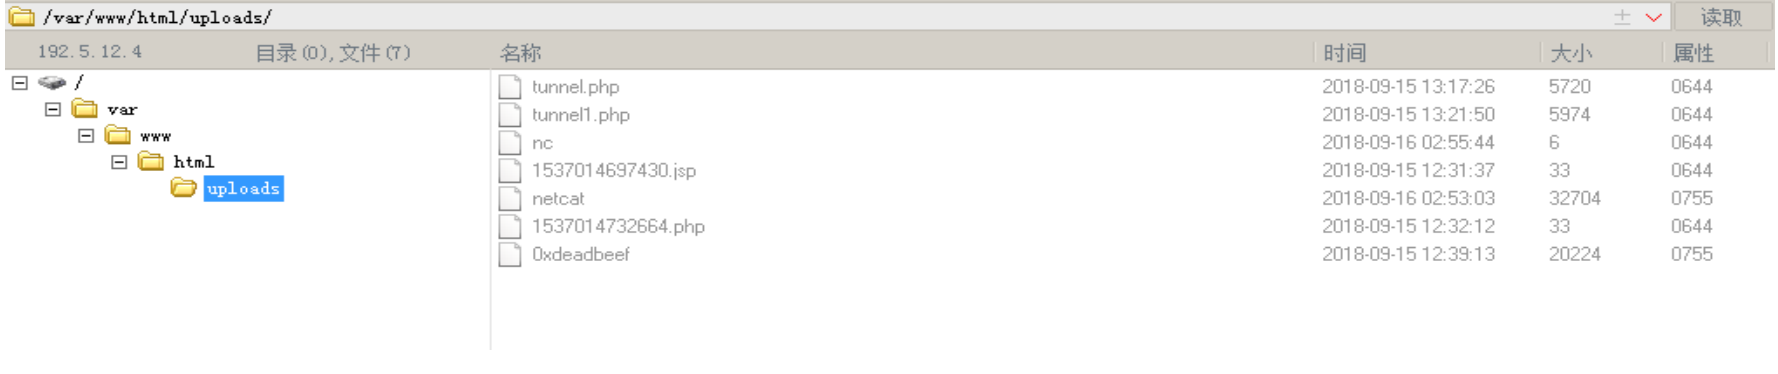 /var/www/html/uploads/ 读取
192.5.12.4 目录(0),文件(7) 名称 时间 大小 属性
/
var
www
html
uploads
tunnel.php 2018-09-15 13:17:26 5720 0644
tunnel1.php 2018-09-15 13:21:50 5974 0644
nc 2018-09-16 02:55:44 6 0644
1537014697430.jsp 2018-09-15 12:31:37 33 0644
netcat 2018-09-16 02:53:03 32704 0755
1537014732664.php 2018-09-15 12:32:12 33 0644
0xdeadbeef 2018-09-15 12:39:13 20224 0755